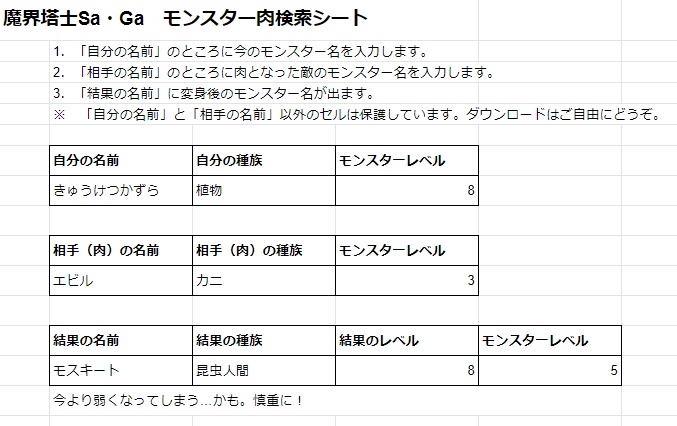 魔界塔士Sa・Ga　モンスター肉検索シート
1. 「自分の名前」のところに今のモンスター名を入力します。
2. 「相手の名前」のところに肉となった敵のモンスター名を入力します。
3. 「結果の名前」に変身後のモンスター名が出ます。
※　「自分の名前」と「相手の名前」以外のセルは保護しています。ダウンロードはご自由にどうぞ。
自分の名前 自分の種族 モンスターレベル
きゅうけつかずら 植物 8
相手（肉）の名前 相手（肉）の種族 モンスターレベル
エビル カニ 3
結果の名前 結果の種族 結果のレベル モンスターレベル
モスキート 昆虫人間 8 5
今より弱くなってしまう…かも。慎重に！